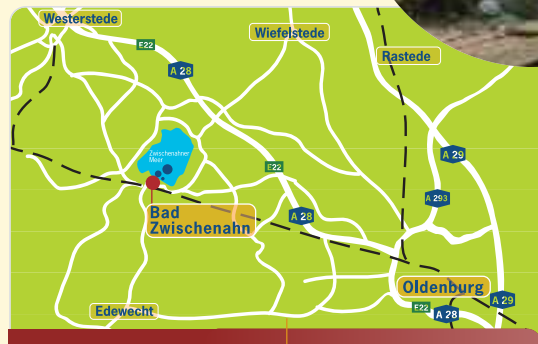 Westerstede
E22
A 28
Wiefelstede
Rastede
Zwischenahner
Meer
A 29
E22
A 293
Bad
Zwischenahn
A 28
Oldenburg
Edewecht
E22
A 28
A 29